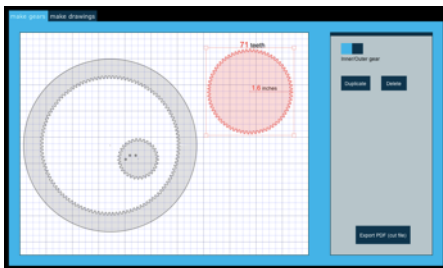 make gears make drawings
71 teeth
1.6 inches
Inner/Outer gear
Duplicate Delete
Export PDF (cut file)